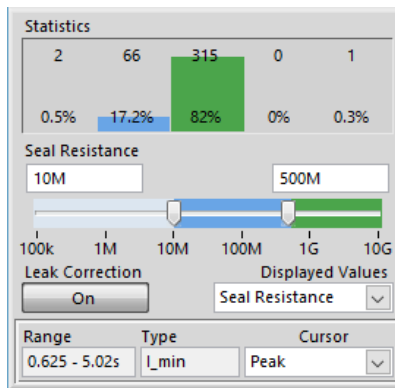 Statistics
2 66 315 0 1
0.5% 17.2% 82% 0% 0.3%
Seal Resistance
10M 500M
100k 1M 10M 100M 1G 10G
Leak Correction Displayed Values
On Seal Resistance
Range Type Cursor
0.625 - 5.02s I_min Peak